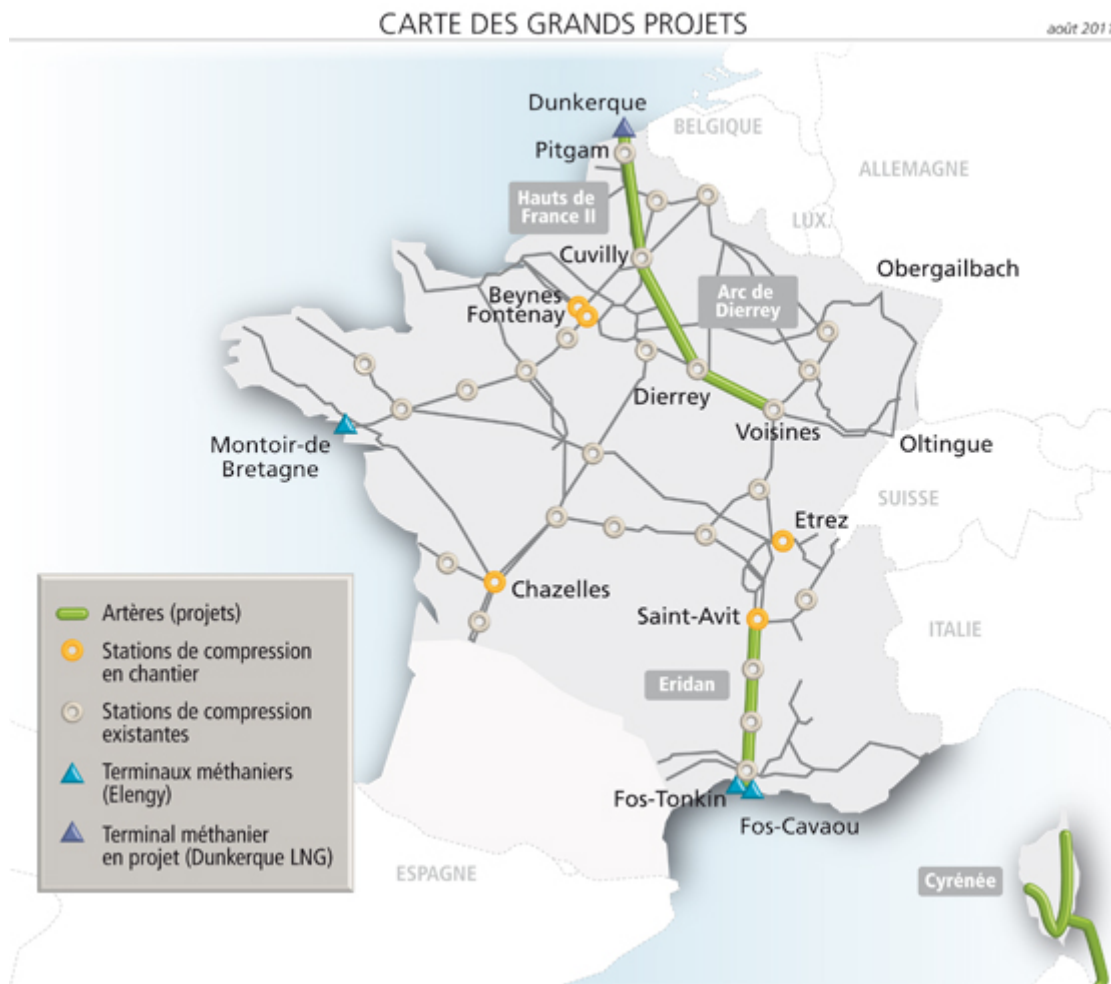 CARTE DES GRANDS PROJETS
août 2011
Dunkerque
BELGIQUE
Pitgam
ALLEMAGNE
Hauts de
France II
LUX.
Cuvilly
Obergailbach
Beynes
Fontenay
Arc de
Dierrey
Dierrey
Voisines
Oltingue
Montoir-de
Bretagne
SUISSE
Etrez
Chazelles
Saint-Avit
ITALIE
Eridan
Fos-Tonkin
Fos-Cavaou
ESPAGNE
Cyrénée
Artères (projets)
Stations de compression
en chantier
Stations de compression
existantes
Terminaux méthaniers
(Elengy)
Terminal méthanier
en projet (Dunkerque LNG)